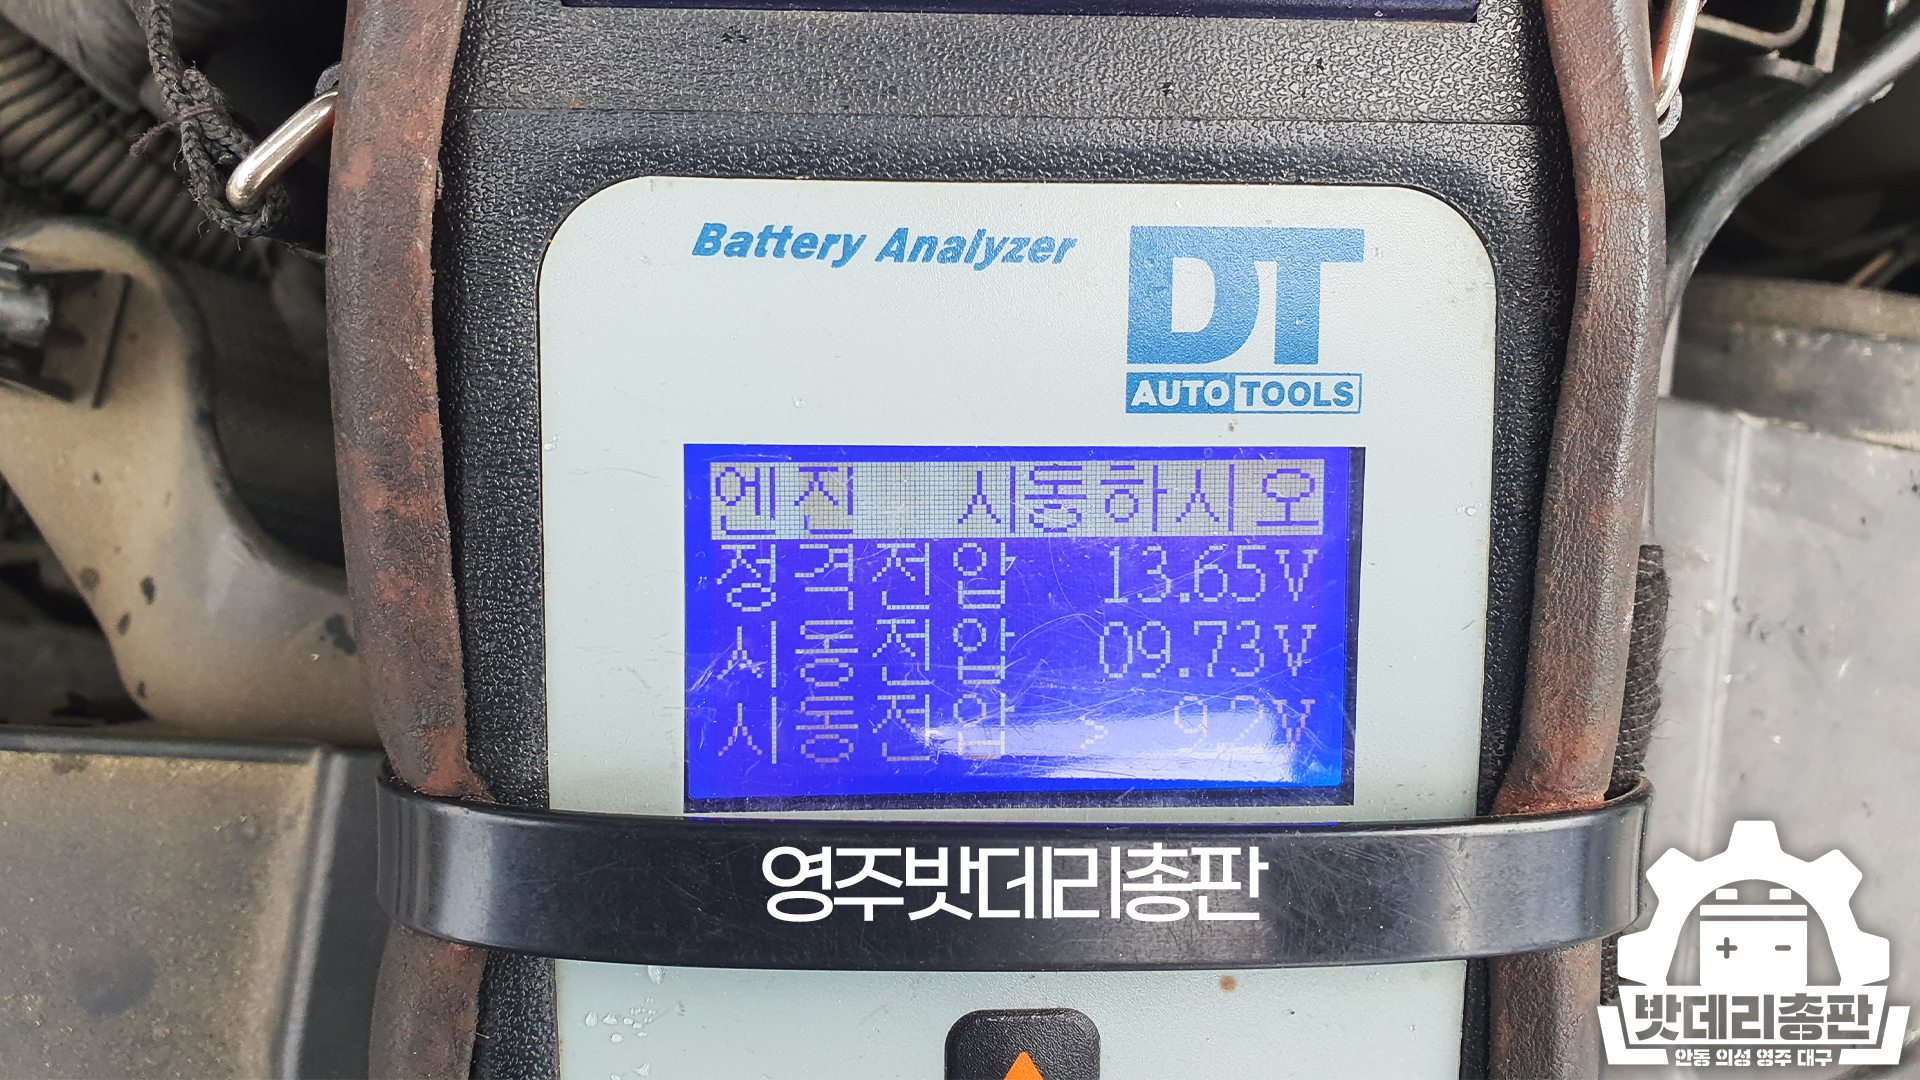 Battery Analyzer
DT
AUTO TOOLS
엔진 시동하시오
정격전압 13.65V
시동전압 09.73V
시동전압 > 9.2V
영주밧데리총판
+ -
밧데리총판
안동 의성 영주 대구